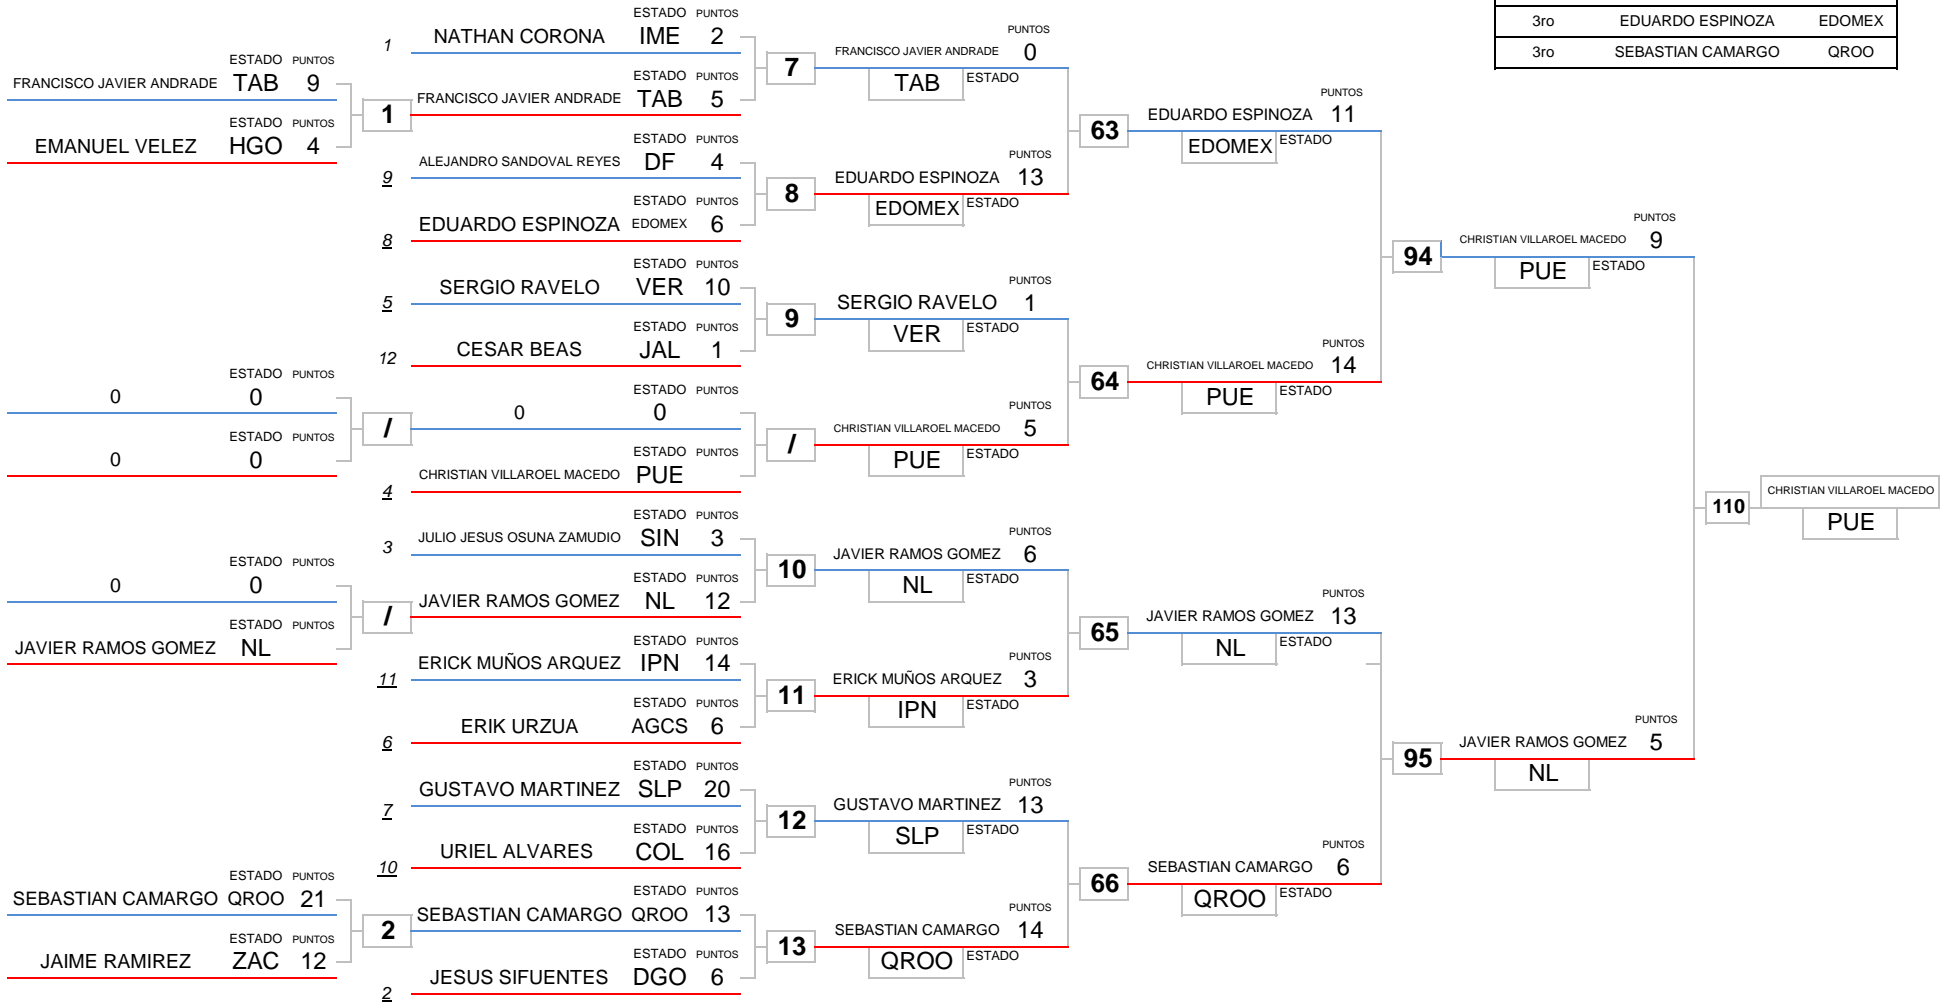 3ro EDUARDO ESPINOZA EDOMEX
3ro SEBASTIAN CAMARGO QROO
ESTADO PUNTOS
FRANCISCO JAVIER ANDRADE TAB 9
ESTADO PUNTOS
EMANUEL VELEZ HGO 4
1
ESTADO PUNTOS
0 0
ESTADO PUNTOS
0 0
/
ESTADO PUNTOS
0 0
ESTADO PUNTOS
JAVIER RAMOS GOMEZ NL
/
ESTADO PUNTOS
SEBASTIAN CAMARGO QROO 21
ESTADO PUNTOS
JAIME RAMIREZ ZAC 12
2
ESTADO PUNTOS
1 NATHAN CORONA IME 2
ESTADO PUNTOS
FRANCISCO JAVIER ANDRADE TAB 5
7
ESTADO PUNTOS
9 ALEJANDRO SANDOVAL REYES DF 4
ESTADO PUNTOS
8 EDUARDO ESPINOZA EDOMEX 6
8
ESTADO PUNTOS
5 SERGIO RAVELO VER 10
ESTADO PUNTOS
12 CESAR BEAS JAL 1
9
ESTADO PUNTOS
0 0
ESTADO PUNTOS
4 CHRISTIAN VILLAROEL MACEDO PUE
/
ESTADO PUNTOS
3 JULIO JESUS OSUNA ZAMUDIO SIN 3
ESTADO PUNTOS
JAVIER RAMOS GOMEZ NL 12
10
ESTADO PUNTOS
11 ERICK MUÑOS ARQUEZ IPN 14
ESTADO PUNTOS
6 ERIK URZUA AGCS 6
11
ESTADO PUNTOS
7 GUSTAVO MARTINEZ SLP 20
ESTADO PUNTOS
10 URIEL ALVARES COL 16
12
ESTADO PUNTOS
SEBASTIAN CAMARGO QROO 13
ESTADO PUNTOS
2 JESUS SIFUENTES DGO 6
13
PUNTOS
FRANCISCO JAVIER ANDRADE 0
TAB ESTADO
PUNTOS
EDUARDO ESPINOZA 13
EDOMEX ESTADO
63
PUNTOS
SERGIO RAVELO 1
VER ESTADO
PUNTOS
CHRISTIAN VILLAROEL MACEDO 5
PUE ESTADO
64
PUNTOS
JAVIER RAMOS GOMEZ 6
NL ESTADO
PUNTOS
ERICK MUÑOS ARQUEZ 3
IPN ESTADO
65
PUNTOS
GUSTAVO MARTINEZ 13
SLP ESTADO
PUNTOS
SEBASTIAN CAMARGO 14
QROO ESTADO
66
PUNTOS
EDUARDO ESPINOZA 11
EDOMEX ESTADO
PUNTOS
CHRISTIAN VILLAROEL MACEDO 14
PUE ESTADO
94
PUNTOS
JAVIER RAMOS GOMEZ 13
NL ESTADO
PUNTOS
SEBASTIAN CAMARGO 6
QROO ESTADO
95
PUNTOS
CHRISTIAN VILLAROEL MACEDO 9
PUE ESTADO
PUNTOS
JAVIER RAMOS GOMEZ 5
NL
110
CHRISTIAN VILLAROEL MACEDO
PUE